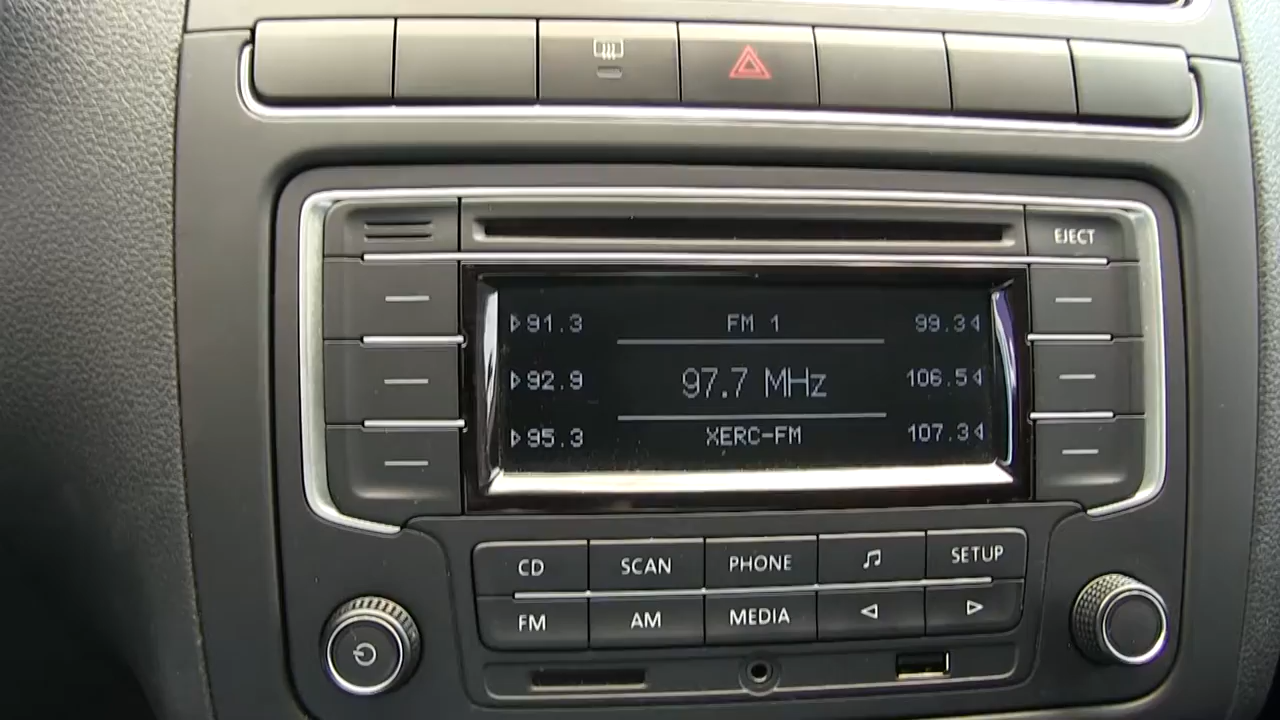 EJECT
91.3 FM 1 99.3
92.9 97.7 MHz 106.5
95.3 XERC-FM 107.3
CD SCAN PHONE SETUP
FM AM MEDIA